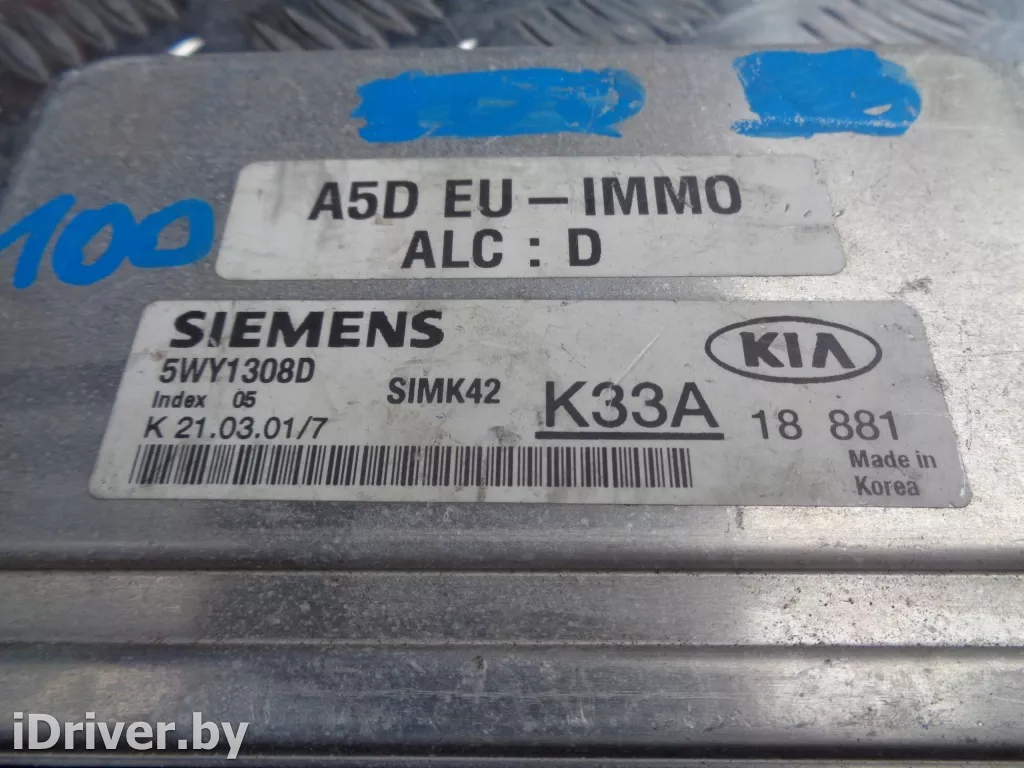 100
A5D EU – IMMO
ALC : D
SIEMENS
5WY1308D
Index 05
K 21.03.01/7
SIMK42
K33A
KIA
18 881
Made in
Korea
iDriver.by